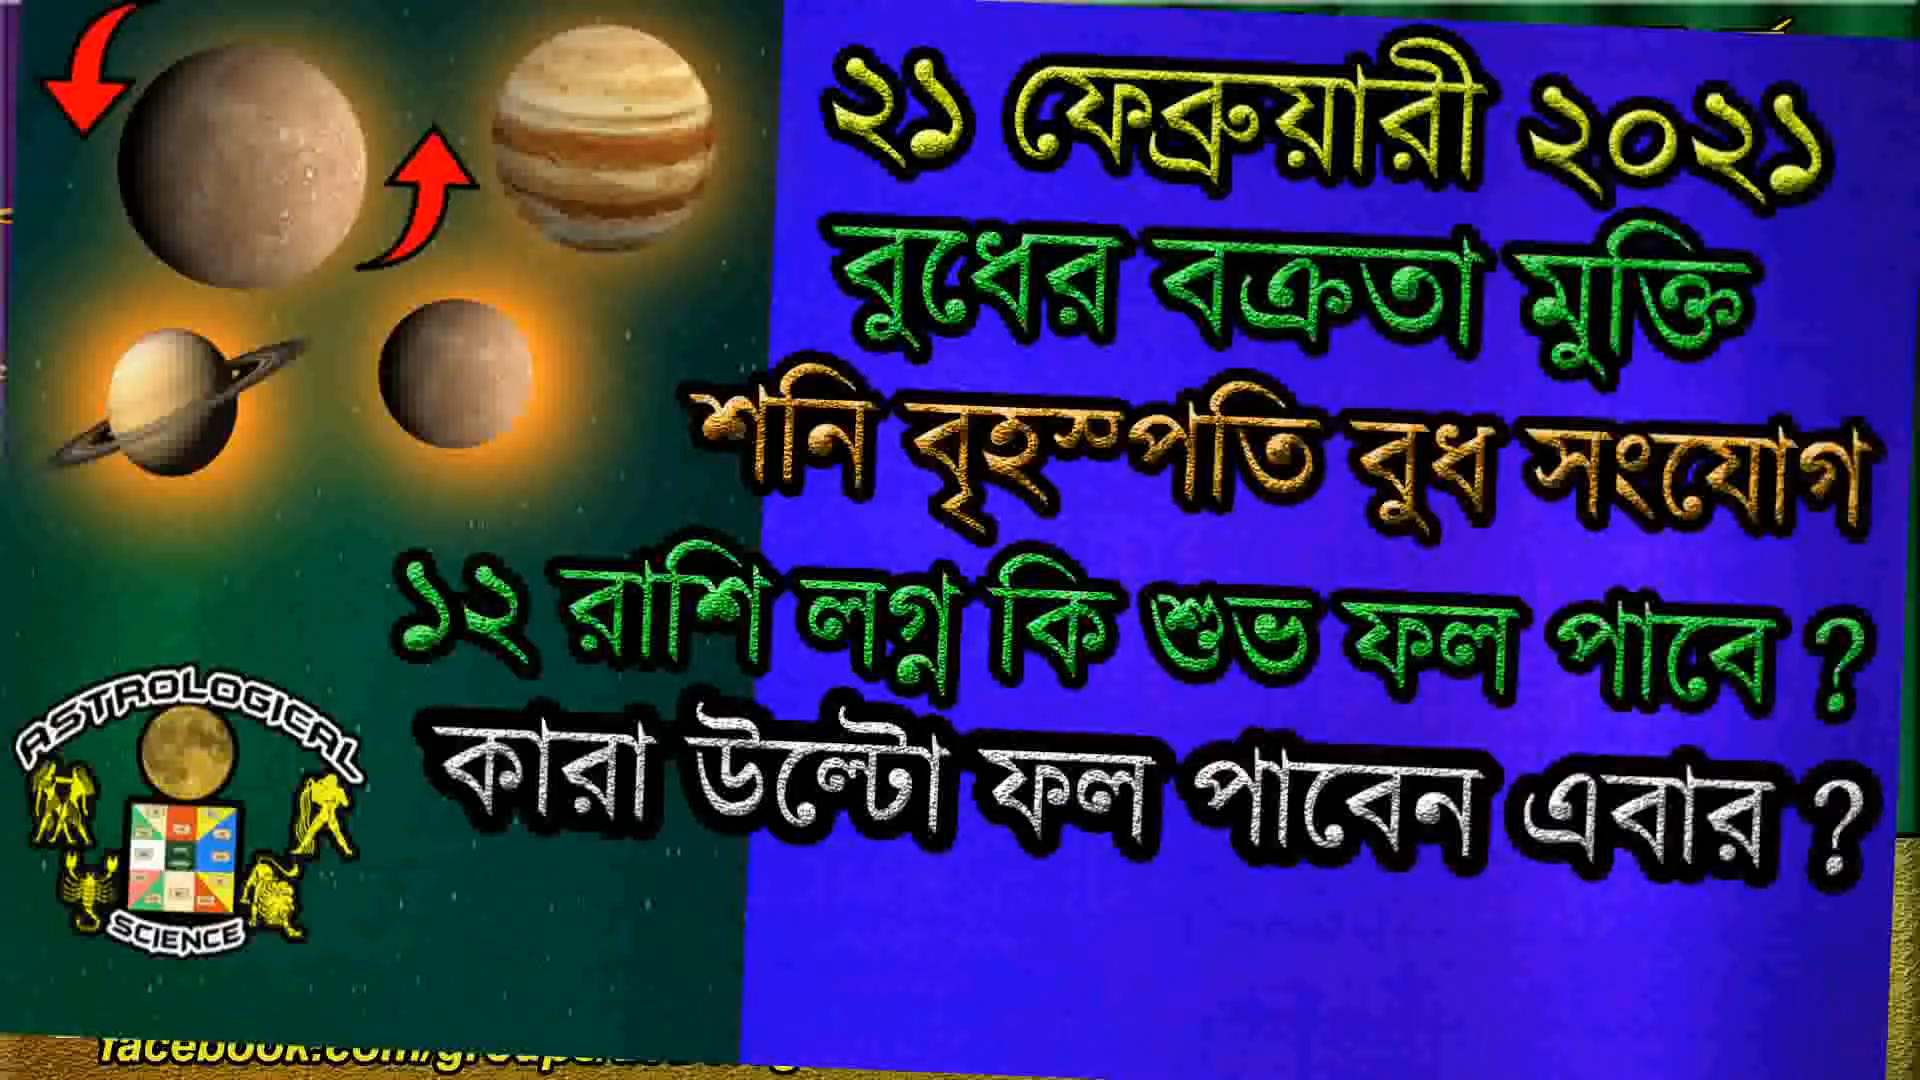 ২১ ফেব্রুয়ারী ২০২১
বুধের বক্রতা মুক্তি
শনি বৃহস্পতি বুধ সংযোগ
১২ রাশি লগ্ন কি শুভ ফল পাবে ?
কারা উল্টো ফল পাবেন এবার ?
ASTROLOGICAL
SCIENCE